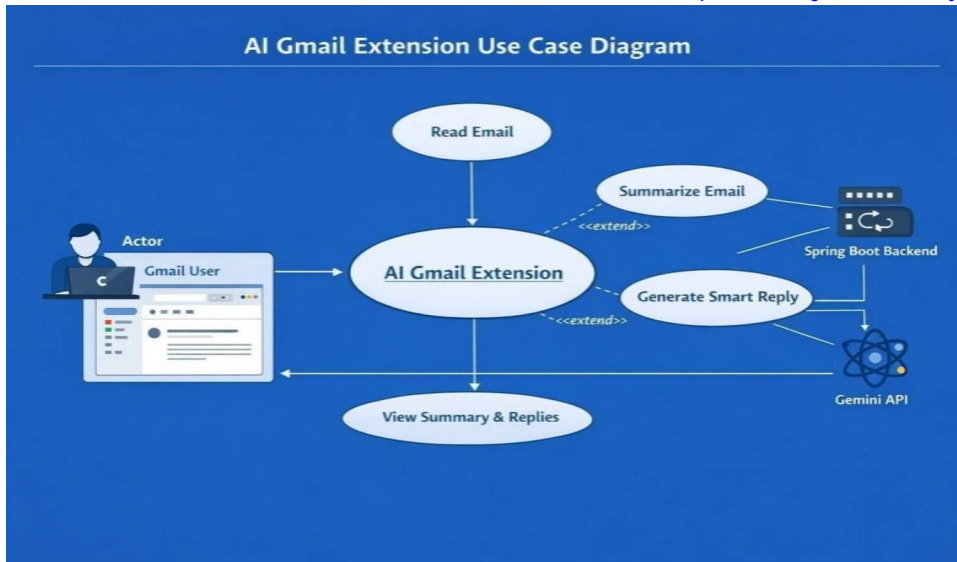 AI Gmail Extension Use Case Diagram
Read Email
Summarize Email
<<extend>>
Spring Boot Backend
Actor
Gmail User
C
AI Gmail Extension
Generate Smart Reply
<<extend>>
Gemini API
View Summary & Replies